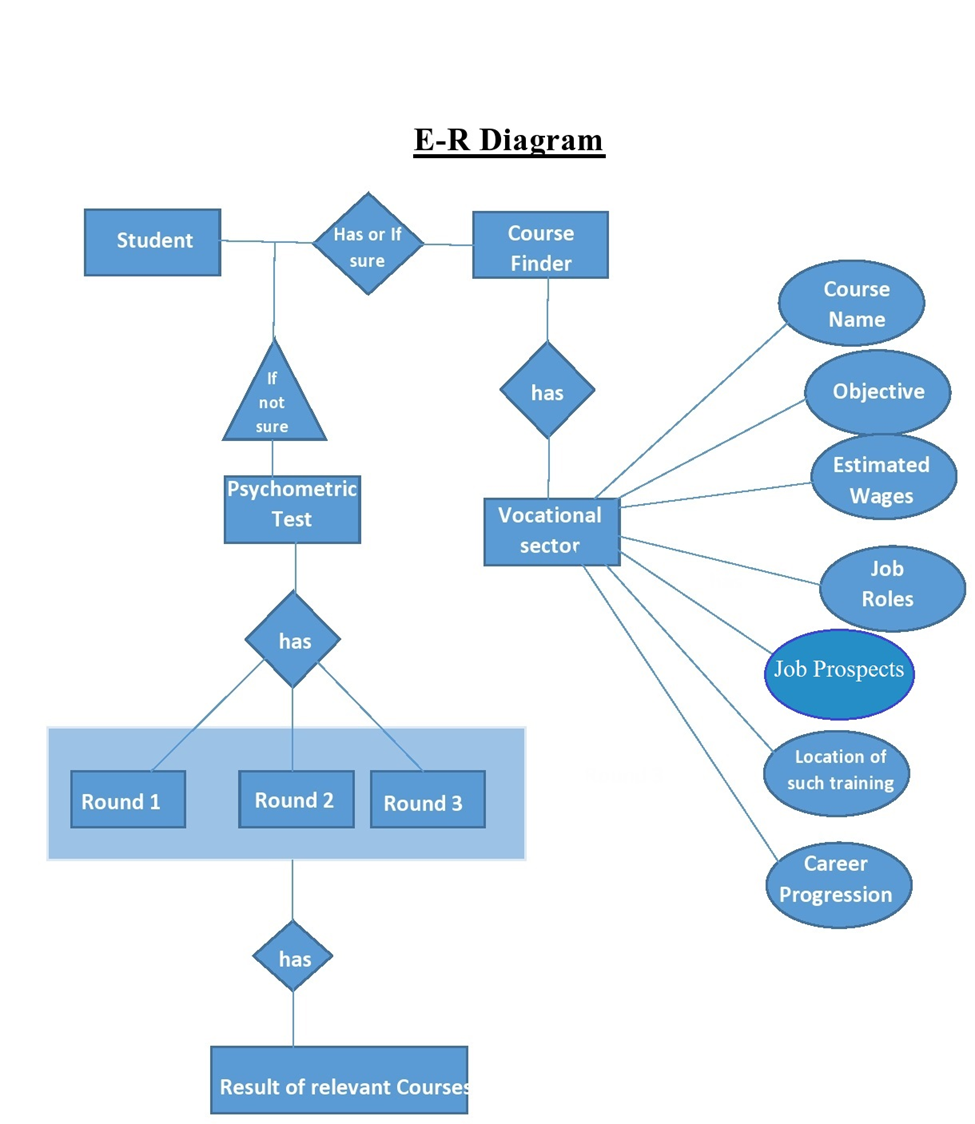 E-R Diagram
Student
Has or If
sure
Course
Finder
If
not
sure
has
Psychometric
Test
Vocational
sector
Course
Name
Objective
Estimated
Wages
Job
Roles
Job Prospects
Location of
such training
Career
Progression
has
Round 1
Round 2
Round 3
has
Result of relevant Courses